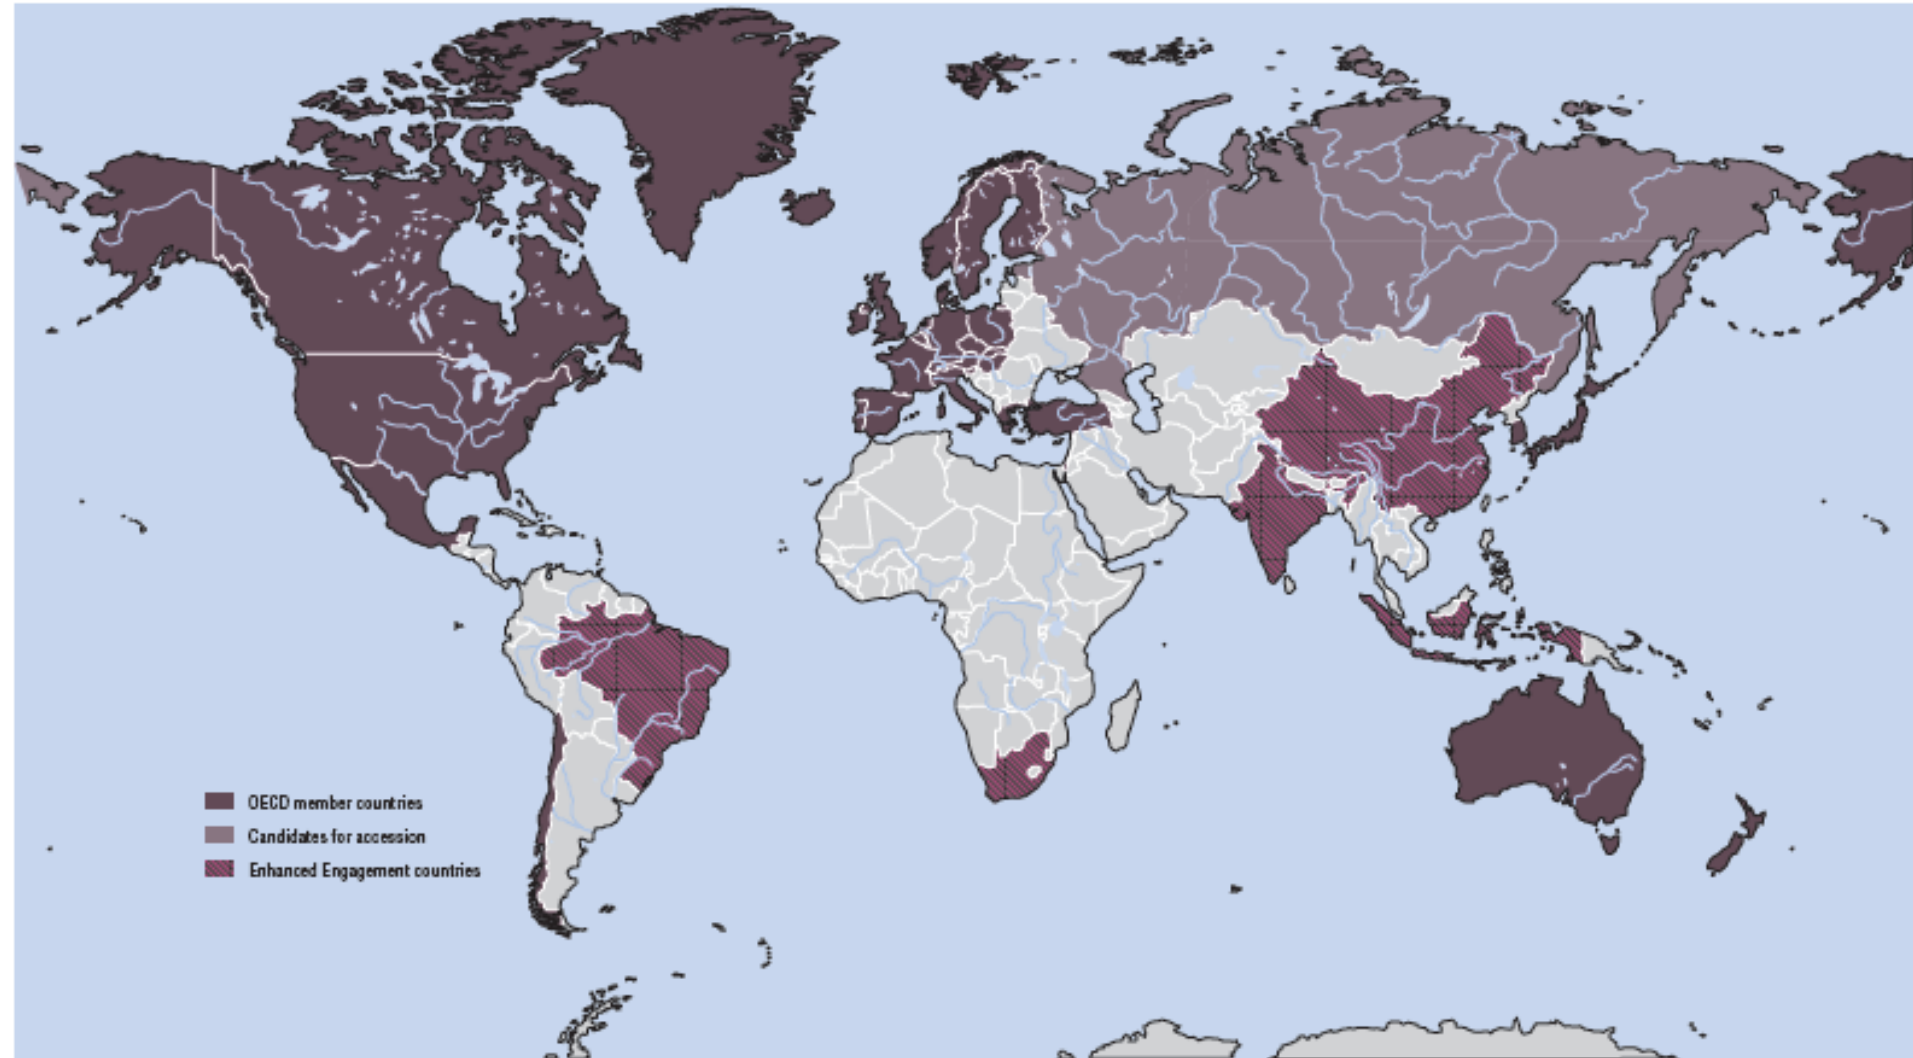 OECD member countries
Candidates for accession
Enhanced Engagement countries